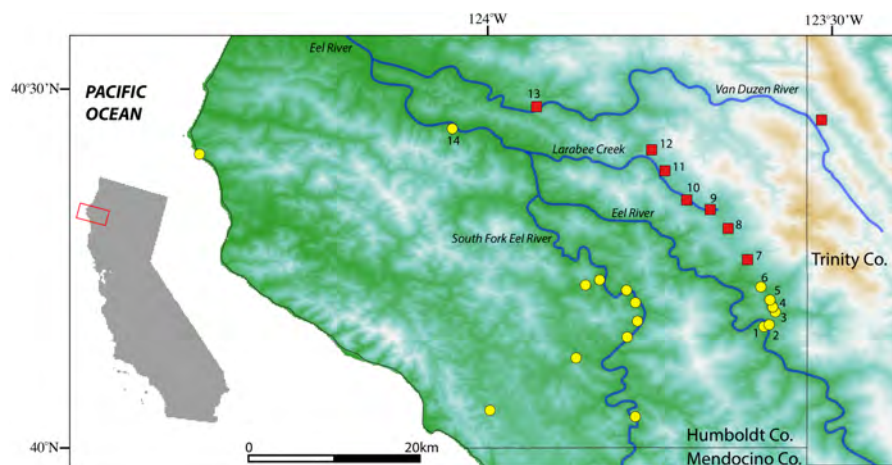 124°W
123°30'W
Eel River
40°30'N
PACIFIC
OCEAN
13
Van Duzen River
14
12
Larabee Creek
11
10
9
Eel River
8
South Fork Eel River
7
Trinity Co.
6
5
4
3
1
2
40°N
Humboldt Co.
Mendocino Co.
0
20km